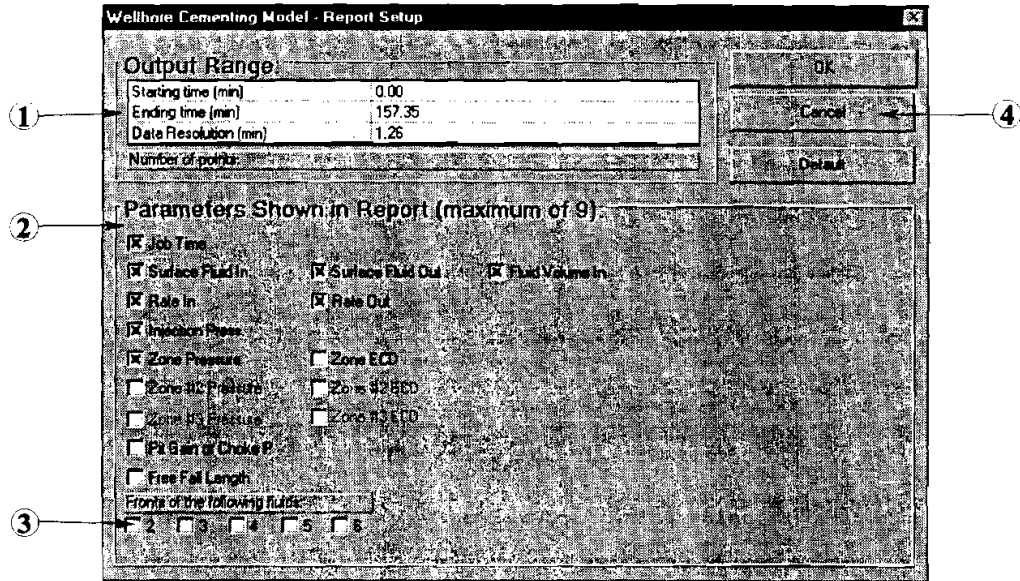 Wellbore Cementing Model - Report Setup
Output Range
Starting time (min) 0.00
Ending time (min) 157.35
Data Resolution (min) 1.26
Number of points:
OK
Cancel
Default
1
4
Parameters Shown in Report (maximum of 9)
2
Job Time
Surface Fluid In Surface Fluid Out Fluid Volume In
Rate In Rate Out
Injection Press.
Zone Pressure Zone ECD
Zone #2 Pressure Zone #2 ECD
Zone #3 Pressure Zone #3 ECD
Pit Gain or Choke P.
Free Fall Length
Fronts of the following fluids:
3
2 3 4 5 6